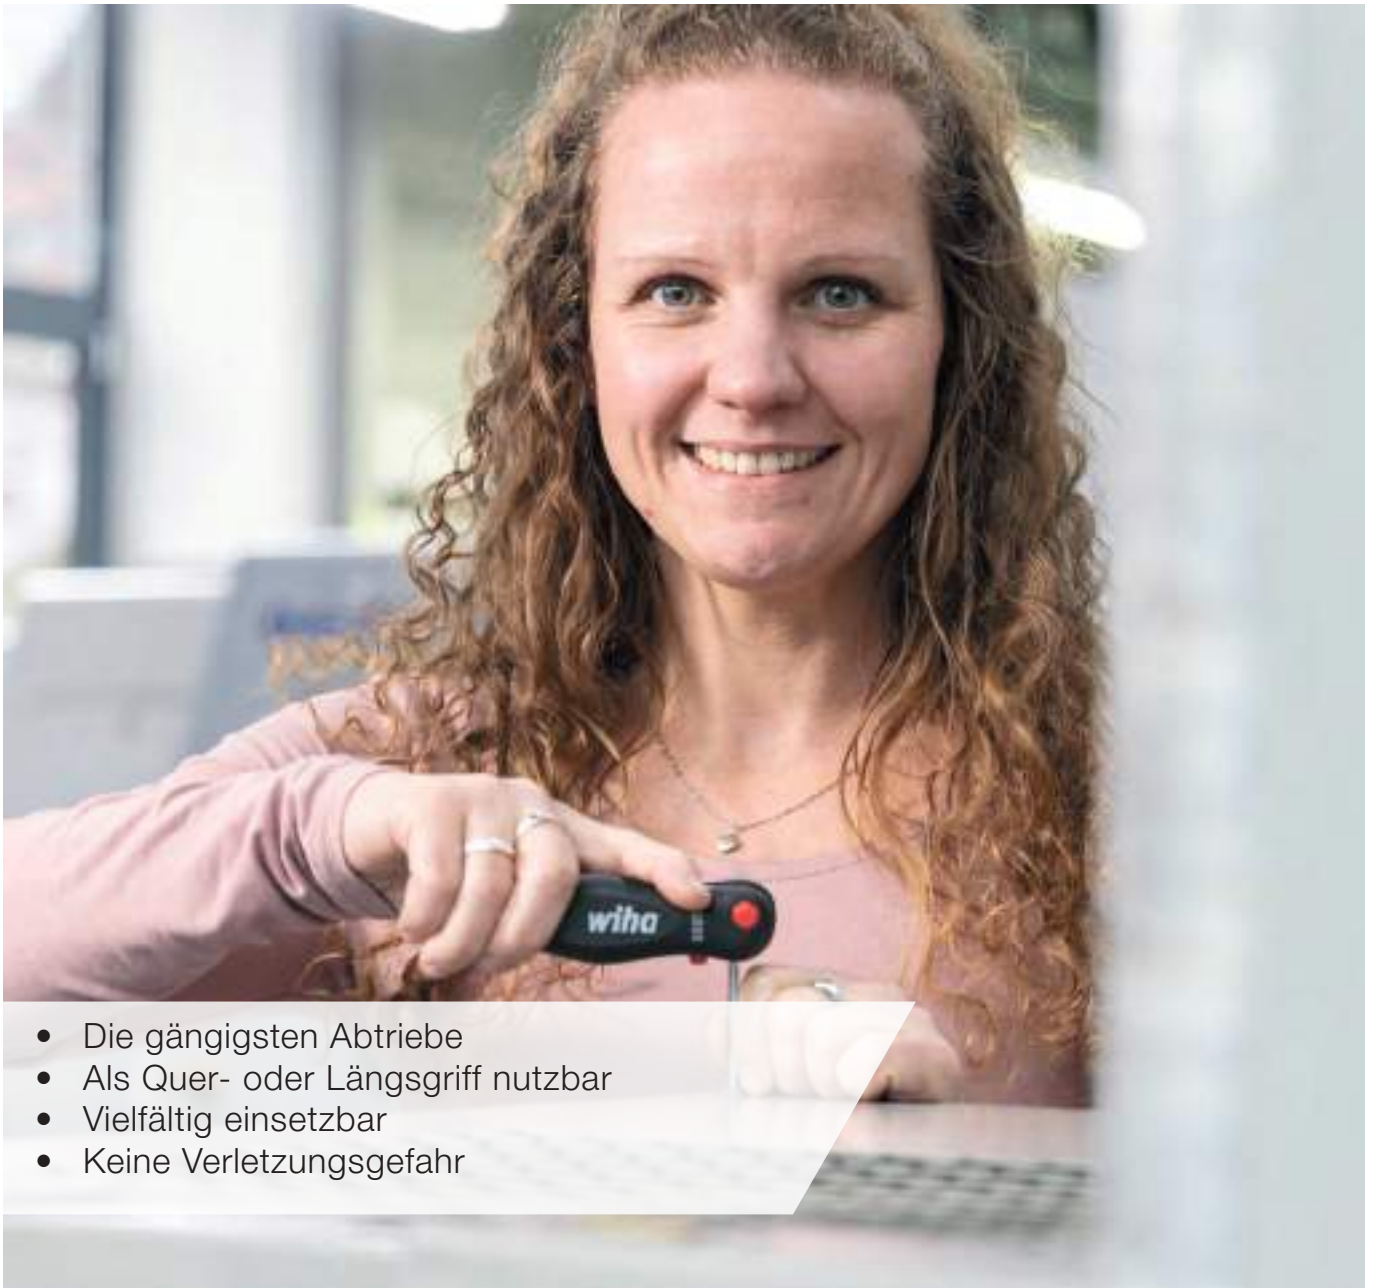 wiha
• Die gängigsten Abtriebe
• Als Quer- oder Längsgriff nutzbar
• Vielfältig einsetzbar
• Keine Verletzungsgefahr